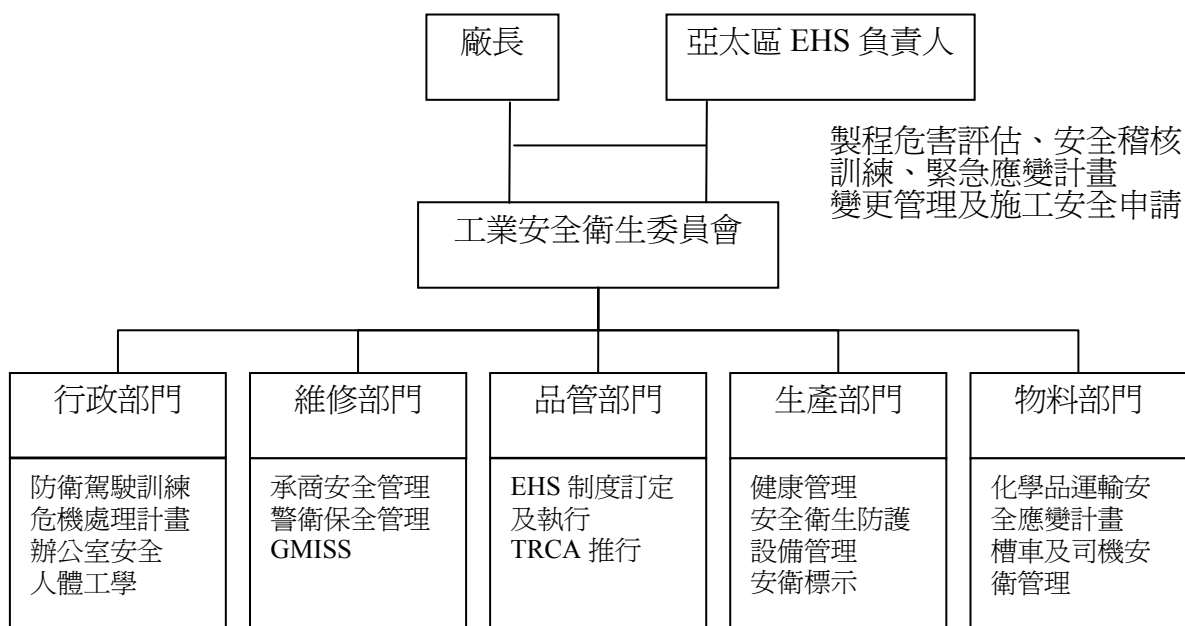 廠長
亞太區 EHS 負責人
製程危害評估、安全稽核
訓練、緊急應變計畫
變更管理及施工安全申請
工業安全衛生委員會
行政部門
防衛駕駛訓練
危機處理計畫
辦公室安全
人體工學
維修部門
承商安全管理
警衛保全管理
GMISS
品管部門
EHS 制度訂定
及執行
TRCA 推行
生產部門
健康管理
安全衛生防護
設備管理
安衛標示
物料部門
化學品運輸安
全應變計畫
槽車及司機安
衛管理